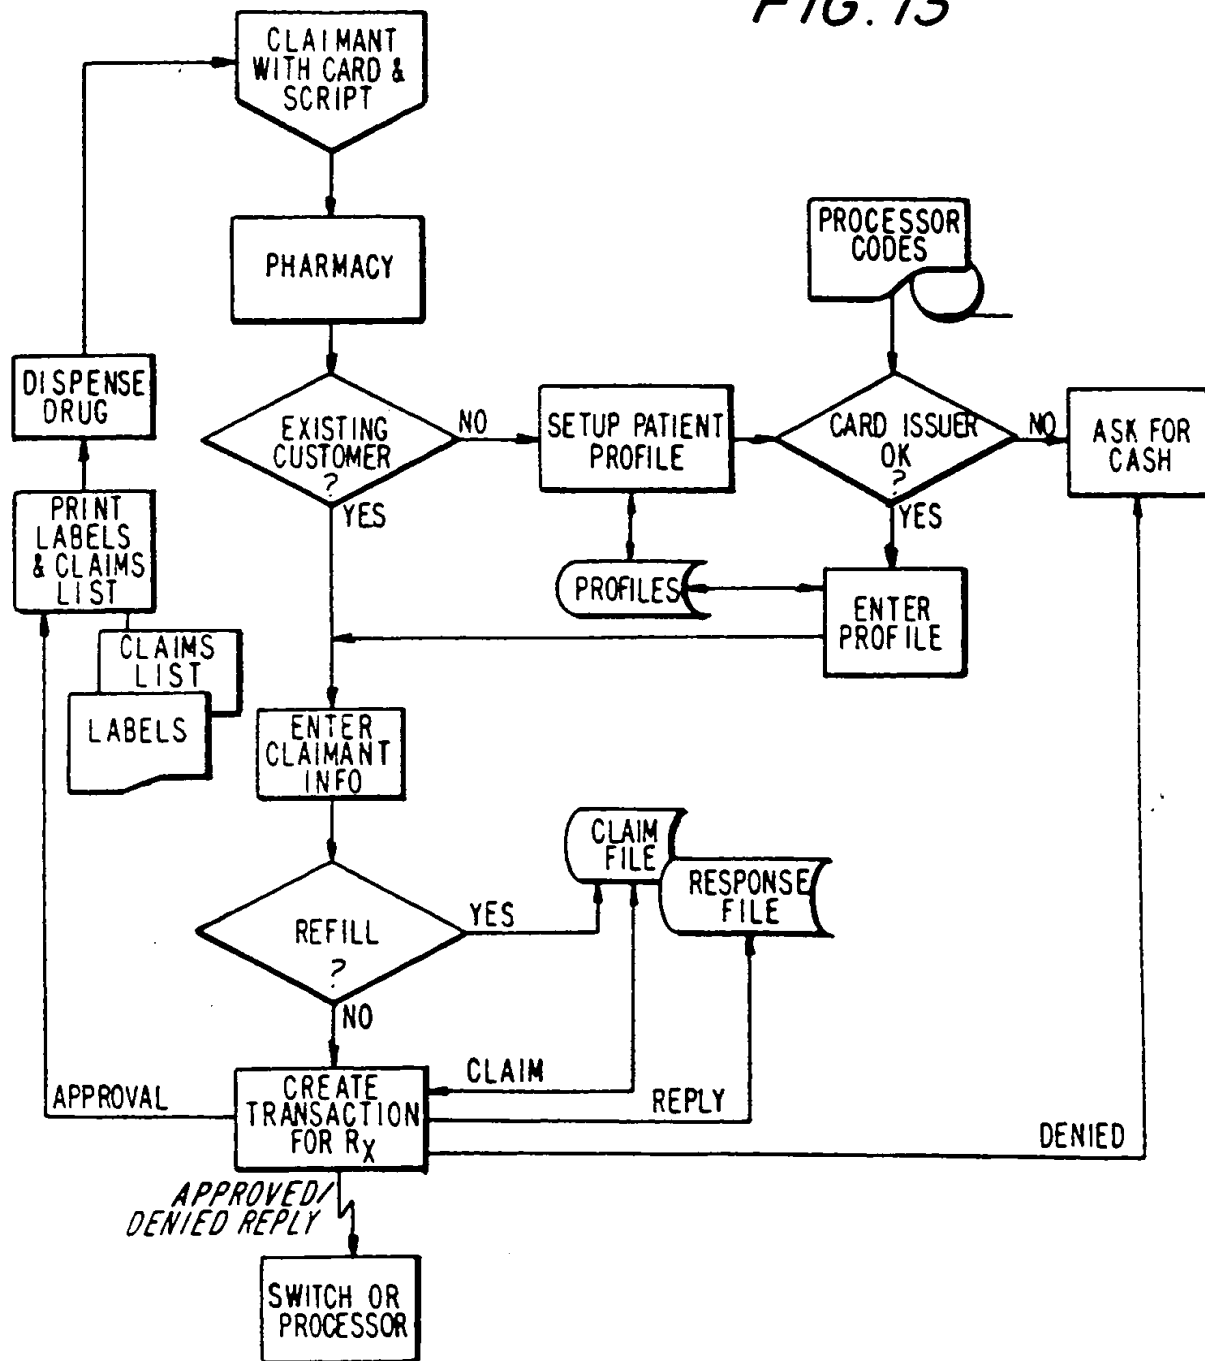 FIG. 13
CLAIMANT
WITH CARD &
SCRIPT
PHARMACY
PROCESSOR
CODES
DISPENSE
DRUG
EXISTING
CUSTOMER
?
NO
YES
SETUP PATIENT
PROFILE
CARD ISSUER
OK
?
NO
YES
ASK FOR
CASH
PRINT
LABELS
& CLAIMS
LIST
PROFILES
ENTER
PROFILE
CLAIMS
LIST
LABELS
ENTER
CLAIMANT
INFO
CLAIM
FILE
RESPONSE
FILE
REFILL
?
YES
NO
APPROVAL
CREATE
TRANSACTION
FOR RX
CLAIM
REPLY
DENIED
APPROVED/
DENIED REPLY
SWITCH OR
PROCESSOR